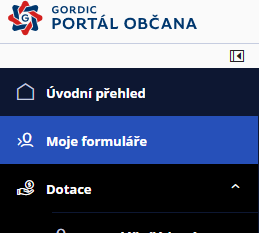 GORDIC
PORTÁL OBČANA
Úvodní přehled
Moje formuláře
Dotace